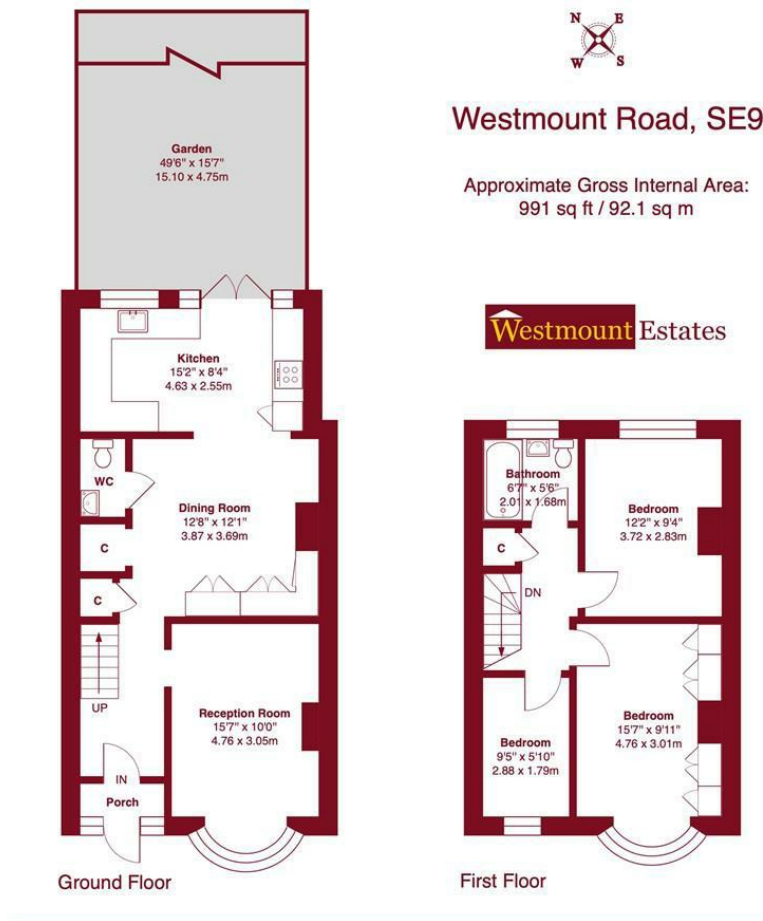 N E
W S
Westmount Road, SE9
Approximate Gross Internal Area:
991 sq ft / 92.1 sq m
Westmount Estates
Garden
49'6" x 15'7"
15.10 x 4.75m
Kitchen
15'2" x 8'4"
4.63 x 2.55m
WC
Dining Room
12'8" x 12'1"
3.87 x 3.69m
C
C
UP
Reception Room
15'7" x 10'0"
4.76 x 3.05m
IN
Porch
Ground Floor
Bathroom
6'7" x 5'6"
2.01 x 1.68m
Bedroom
12'2" x 9'4"
3.72 x 2.83m
C
DN
Bedroom
15'7" x 9'11"
4.76 x 3.01m
Bedroom
9'5" x 5'10"
2.88 x 1.79m
First Floor